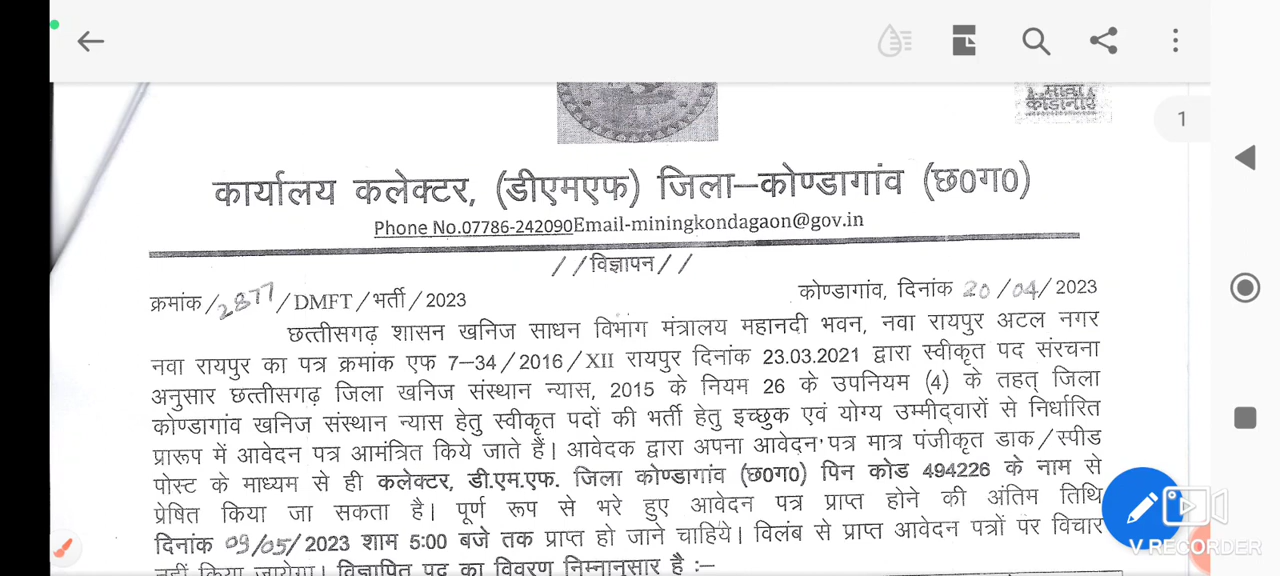 मावा
कोंडानार
1
कार्यालय कलेक्टर, (डीएमएफ) जिला–कोण्डागांव (छ0ग0)
Phone No.07786-242090Email-miningkondagaon@gov.in
//विज्ञापन//
क्रमांक/2877/DMFT/भर्ती/2023 कोण्डागांव, दिनांक 20/04/2023
छत्तीसगढ़ शासन खनिज साधन विभाग मंत्रालय महानदी भवन, नवा रायपुर अटल नगर
नवा रायपुर का पत्र क्रमांक एफ 7–34/2016/XII रायपुर दिनांक 23.03.2021 द्वारा स्वीकृत पद संरचना
अनुसार छत्तीसगढ़ जिला खनिज संस्थान न्यास, 2015 के नियम 26 के उपनियम (4) के तहत् जिला
कोण्डागांव खनिज संस्थान न्यास हेतु स्वीकृत पदों की भर्ती हेतु इच्छुक एवं योग्य उम्मीद्वारों से निर्धारित
प्रारूप में आवेदन पत्र आमंत्रित किये जाते हैं। आवेदक द्वारा अपना आवेदन पत्र मात्र पंजीकृत डाक/स्पीड
पोस्ट के माध्यम से ही कलेक्टर, डी.एम.एफ. जिला कोण्डागांव (छ0ग0) पिन कोड 494226 के नाम से
प्रेषित किया जा सकता है। पूर्ण रूप से भरे हुए आवेदन पत्र प्राप्त होने की अंतिम तिथि
दिनांक 09/05/2023 शाम 5:00 बजे तक प्राप्त हो जाने चाहिये। विलंब से प्राप्त आवेदन पत्रों पर विचार
नहीं किया जायेगा। विज्ञापित पद का विवरण निम्नानुसार है :–
V RECORDER